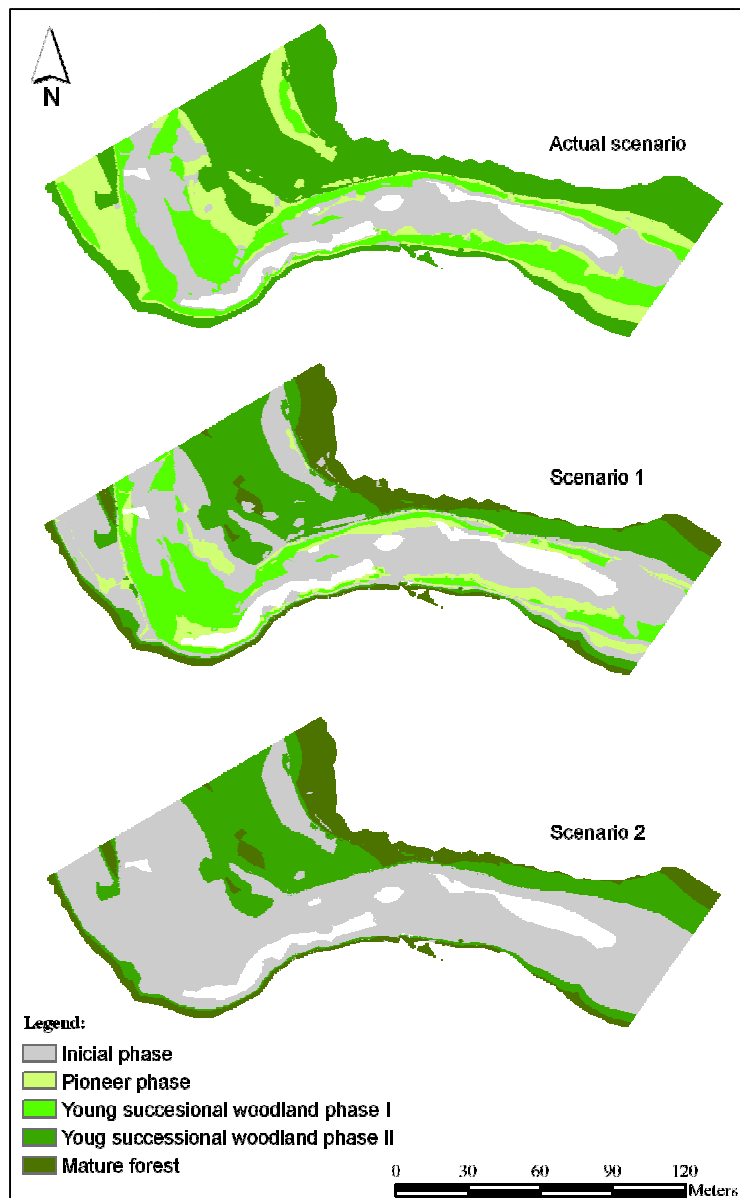 N
Actual scenario
Scenario 1
Scenario 2
Legend:
Inicial phase
Pioneer phase
Young succesional woodland phase I
Youg successional woodland phase II
Mature forest
0 30 60 90 120
Meters